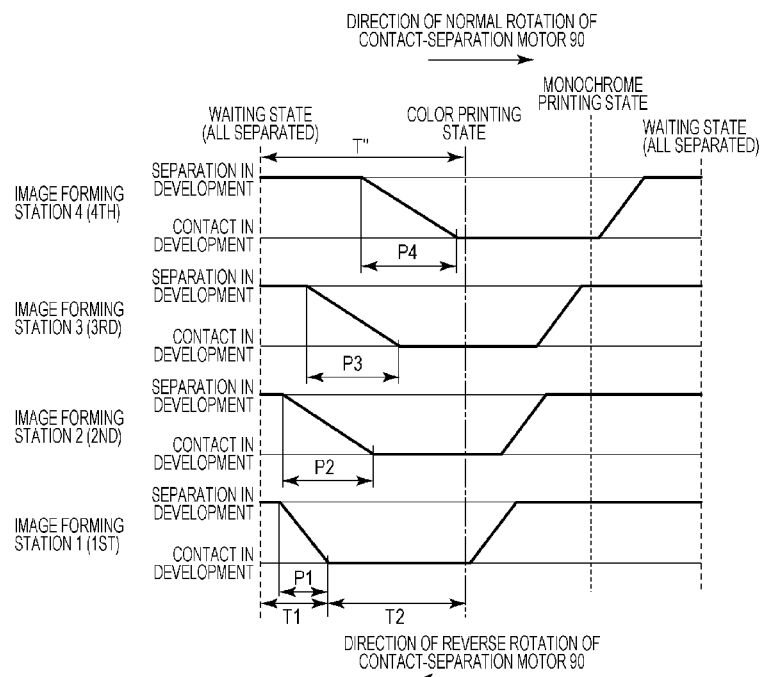 DIRECTION OF NORMAL ROTATION OF
CONTACT-SEPARATION MOTOR 90
WAITING STATE
(ALL SEPARATED)
COLOR PRINTING
STATE
MONOCHROME
PRINTING STATE
WAITING STATE
(ALL SEPARATED)
T"
IMAGE FORMING
STATION 4 (4TH)
SEPARATION IN
DEVELOPMENT
CONTACT IN
DEVELOPMENT
P4
IMAGE FORMING
STATION 3 (3RD)
SEPARATION IN
DEVELOPMENT
CONTACT IN
DEVELOPMENT
P3
IMAGE FORMING
STATION 2 (2ND)
SEPARATION IN
DEVELOPMENT
CONTACT IN
DEVELOPMENT
P2
IMAGE FORMING
STATION 1 (1ST)
SEPARATION IN
DEVELOPMENT
CONTACT IN
DEVELOPMENT
P1
T1
T2
DIRECTION OF REVERSE ROTATION OF
CONTACT-SEPARATION MOTOR 90